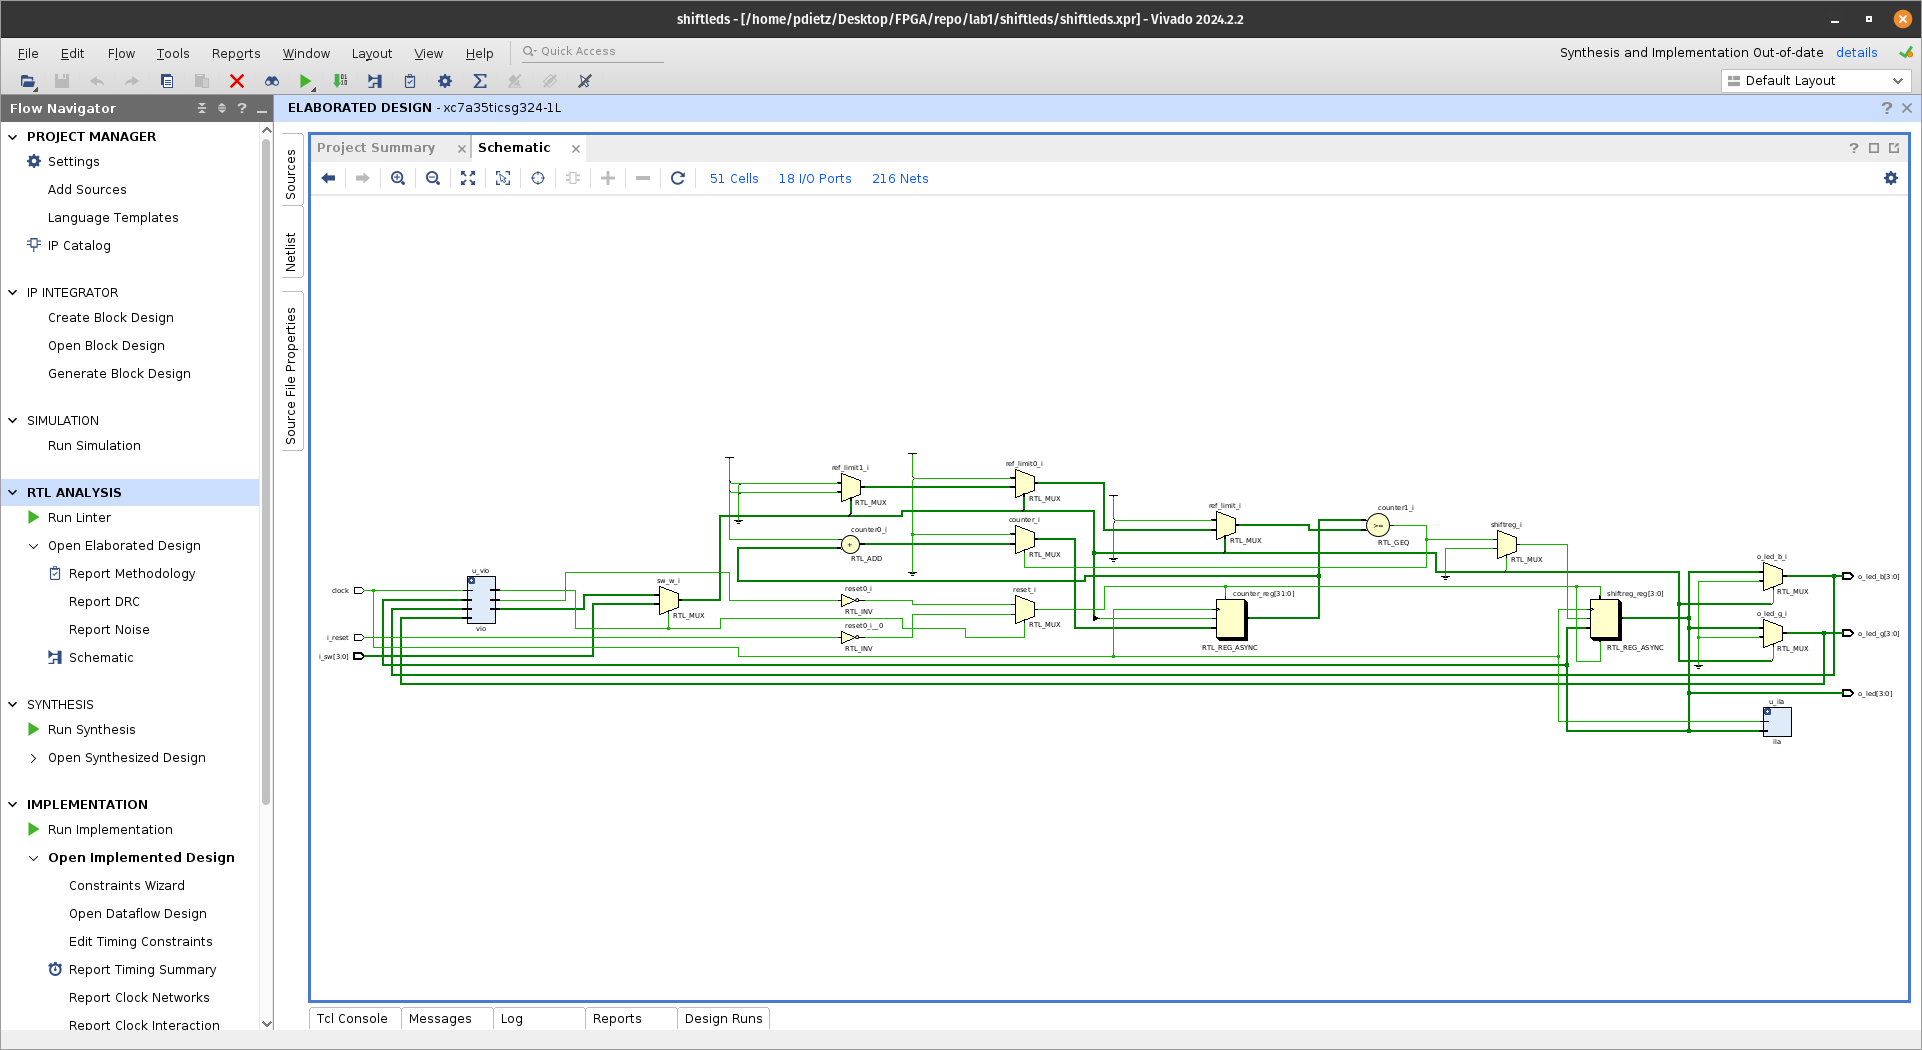 shiftleds - [/home/pdietz/Desktop/FPGA/repo/lab1/shiftleds/shiftleds.xpr] - Vivado 2024.2.2
File Edit Flow Tools Reports Window Layout View Help Quick Access
Synthesis and Implementation Out-of-date details
Default Layout
Flow Navigator
ELABORATED DESIGN - xc7a35ticsg324-1L
PROJECT MANAGER
Settings
Add Sources
Language Templates
IP Catalog
IP INTEGRATOR
Create Block Design
Open Block Design
Generate Block Design
SIMULATION
Run Simulation
RTL ANALYSIS
Run Linter
Open Elaborated Design
Report Methodology
Report DRC
Report Noise
Schematic
SYNTHESIS
Run Synthesis
Open Synthesized Design
IMPLEMENTATION
Run Implementation
Open Implemented Design
Constraints Wizard
Open Dataflow Design
Edit Timing Constraints
Report Timing Summary
Report Clock Networks
Report Clock Interaction
Sources
Netlist
Source File Properties
Project Summary
Schematic
51 Cells 18 I/O Ports 216 Nets
clock
i_reset
i_sw[3:0]
u_vio
vio
sw_w_i
RTL_MUX
ref_limit1_i
RTL_MUX
counter0_i
+
RTL_ADD
reset0_i
RTL_INV
reset0_i__0
RTL_INV
ref_limit0_i
RTL_MUX
counter_i
RTL_MUX
reset_i
RTL_MUX
ref_limit_i
RTL_MUX
counter_reg[31:0]
RTL_REG_ASYNC
counter1_i
>=
RTL_GEQ
shiftreg_i
RTL_MUX
shiftreg_reg[3:0]
RTL_REG_ASYNC
o_led_b_i
RTL_MUX
o_led_g_i
RTL_MUX
u_ila
ila
o_led_b[3:0]
o_led_g[3:0]
o_led[3:0]
Tcl Console
Messages
Log
Reports
Design Runs